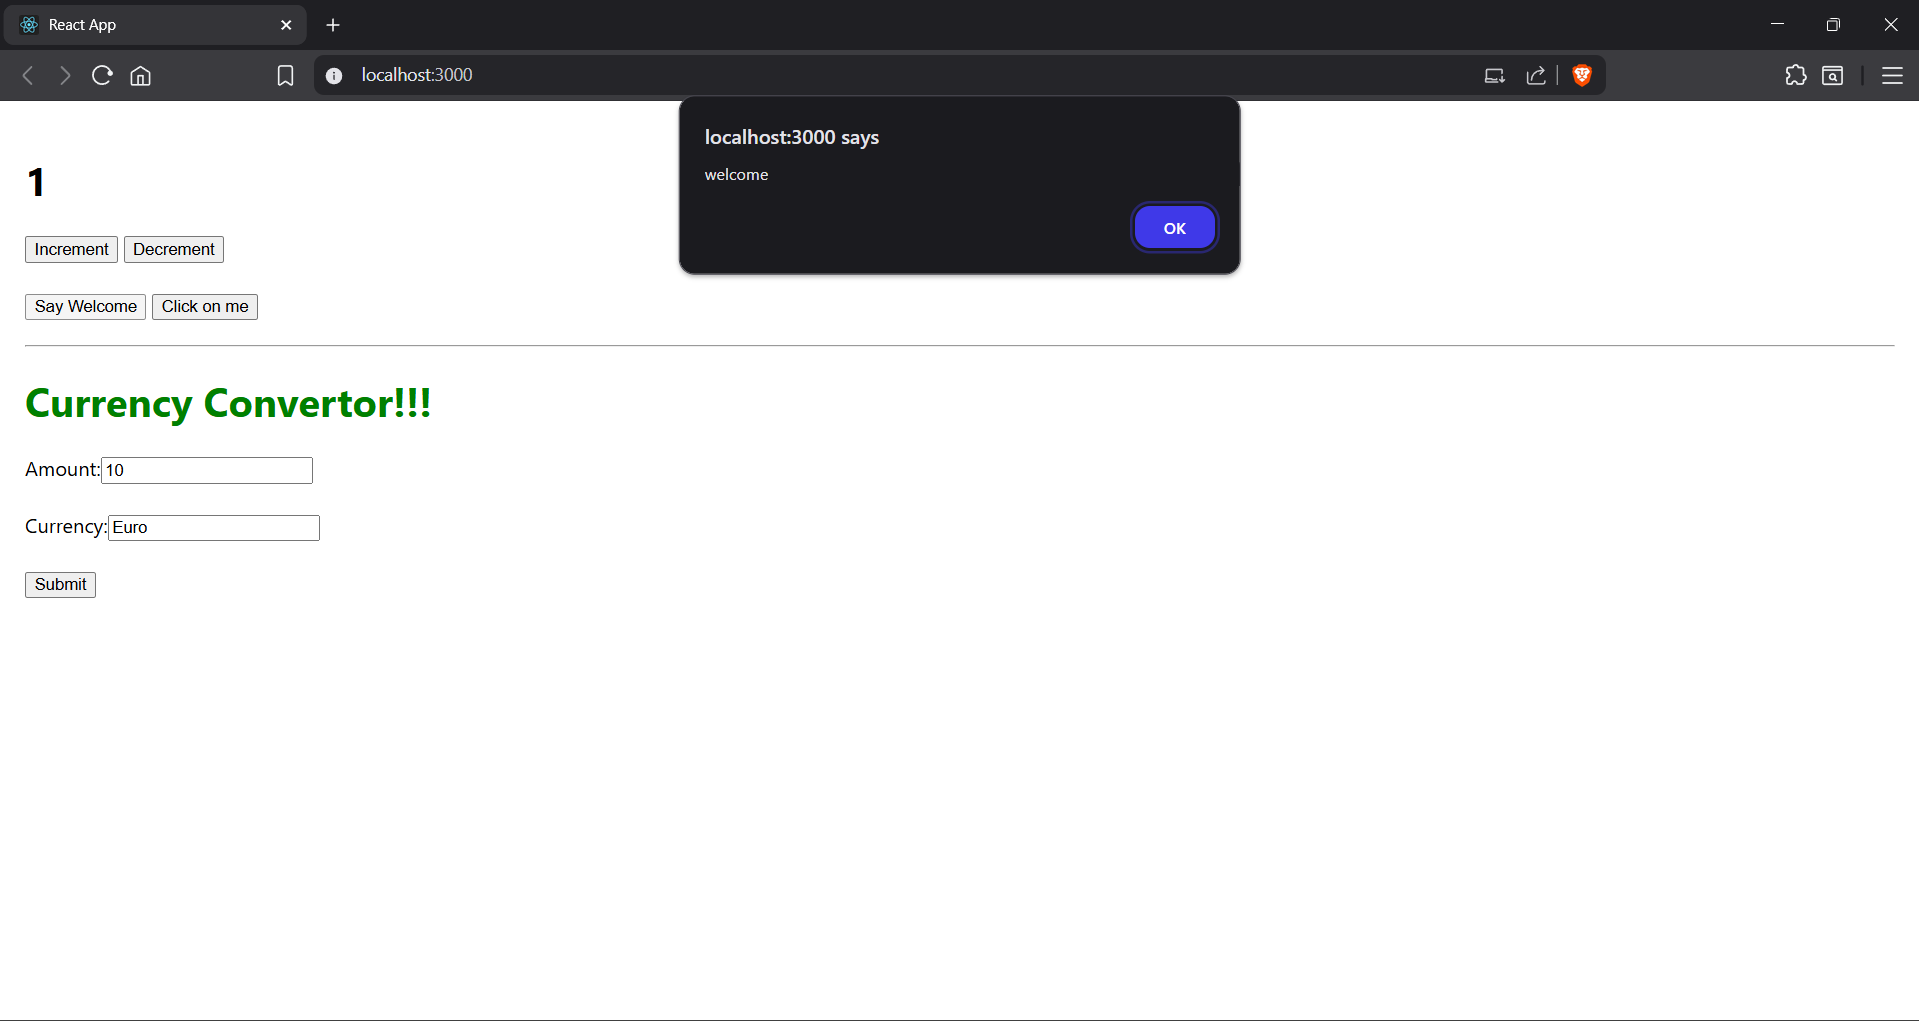 React App
localhost:3000
localhost:3000 says
welcome
OK
1
Increment Decrement
Say Welcome Click on me
Currency Convertor!!!
Amount: 10
Currency: Euro
Submit